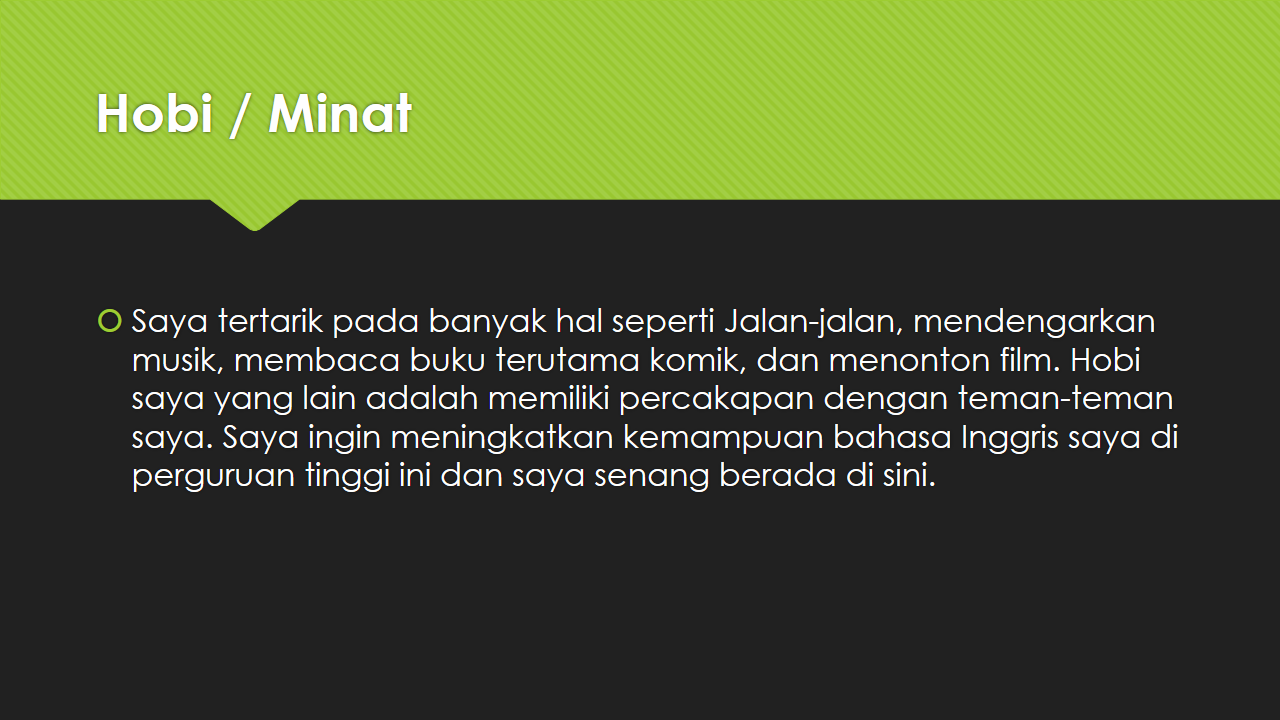 Hobi / Minat
Saya tertarik pada banyak hal seperti Jalan-jalan, mendengarkan
musik, membaca buku terutama komik, dan menonton film. Hobi
saya yang lain adalah memiliki percakapan dengan teman-teman
saya. Saya ingin meningkatkan kemampuan bahasa Inggris saya di
perguruan tinggi ini dan saya senang berada di sini.